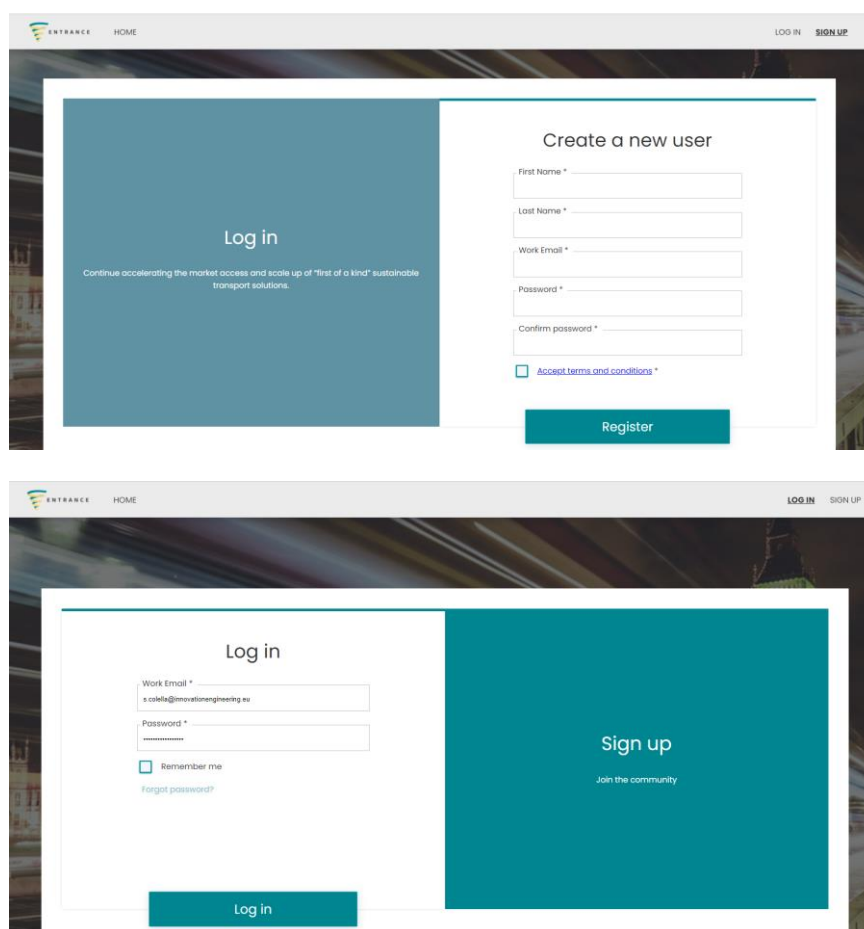 ENTRANCE HOME LOG IN SIGN UP
Log in
Continue accelerating the market access and scale up of "first of a kind" sustainable
transport solutions.
Create a new user
First Name *
Last Name *
Work Email *
Password *
Confirm password *
Accept terms and conditions *
Register
ENTRANCE HOME LOG IN SIGN UP
Log in
Work Email *
s.colella@innovationengineering.eu
Password *
Remember me
Forgot password?
Log in
Sign up
Join the community